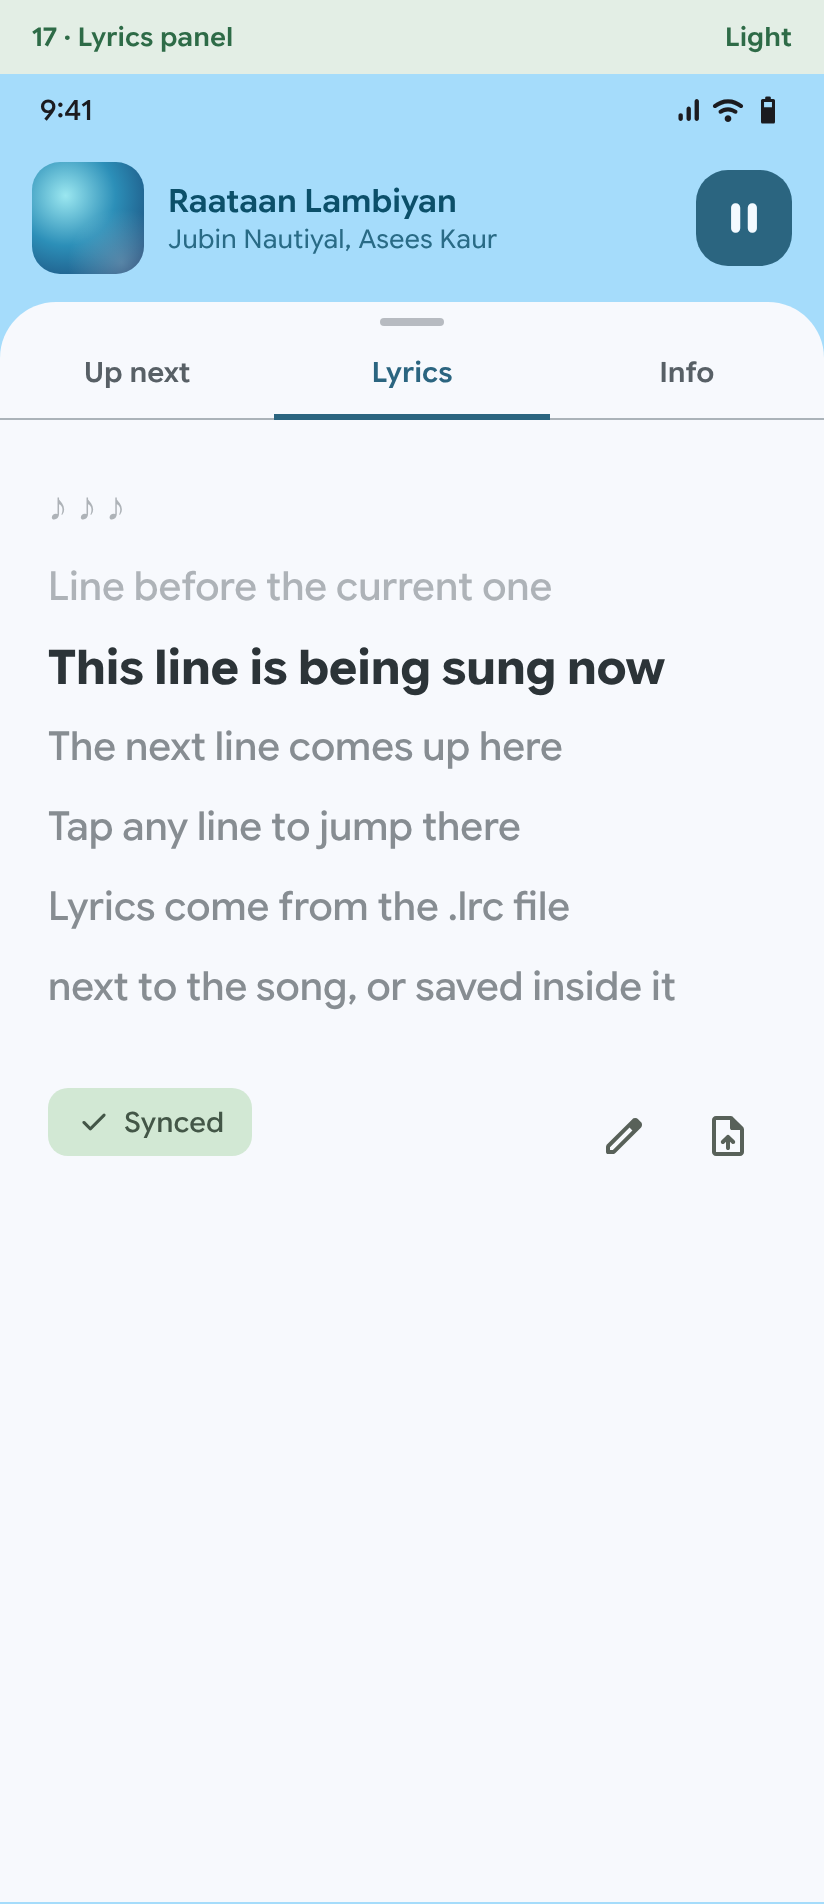 17 · Lyrics panel
Light
9:41
Raataan Lambiyan
Jubin Nautiyal, Asees Kaur
Up next
Lyrics
Info
♪ ♪ ♪
Line before the current one
This line is being sung now
The next line comes up here
Tap any line to jump there
Lyrics come from the .lrc file
next to the song, or saved inside it
Synced